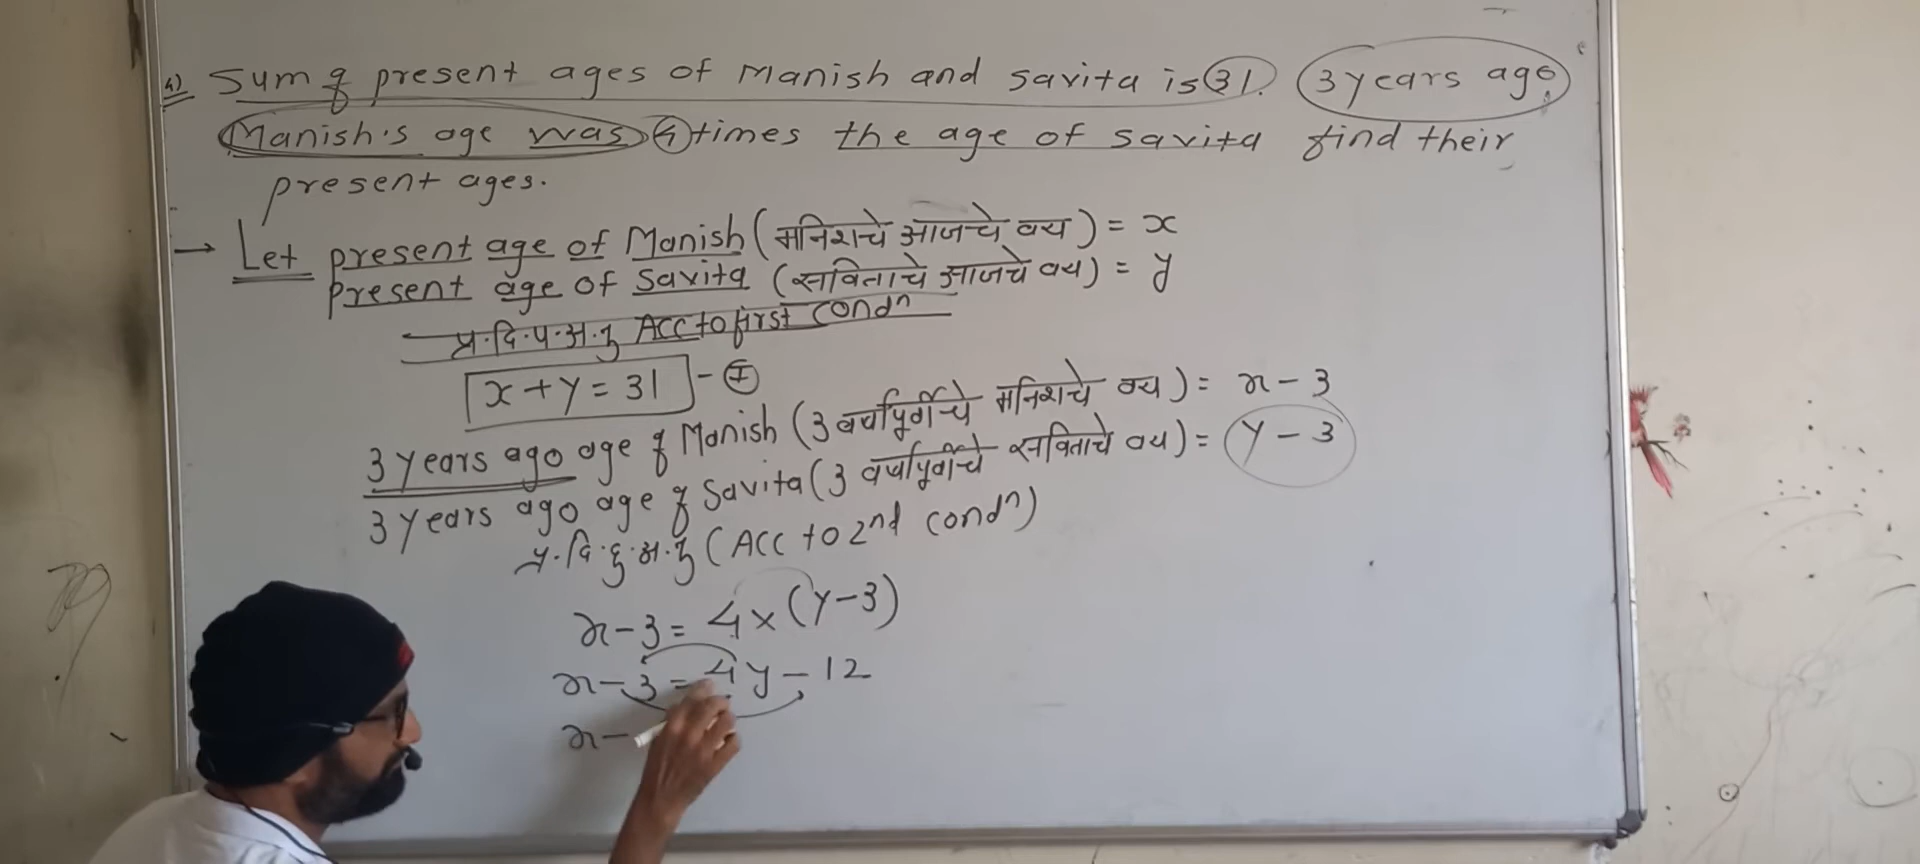 4) Sum of present ages of Manish and savita is 31. 3 years ago
Manish's age was 4 times the age of savita find their
present ages.
→ Let present age of Manish (मनिशचे आजचे वय) = x
present age of Savita (सविताचे आजचे वय) = y
प्र.दि.प.अ.नु Acc to first condn
x + y = 31 - I
3 years ago age of Manish (3 वर्षापूर्वीचे मनिशचे वय) = x - 3
3 years ago age of Savita (3 वर्षापूर्वीचे सविताचे वय) = y - 3
प्र.दि.दु.अ.नु (Acc to 2nd condn)
x - 3 = 4 × (y - 3)
x - 3 = 4y - 12
x -